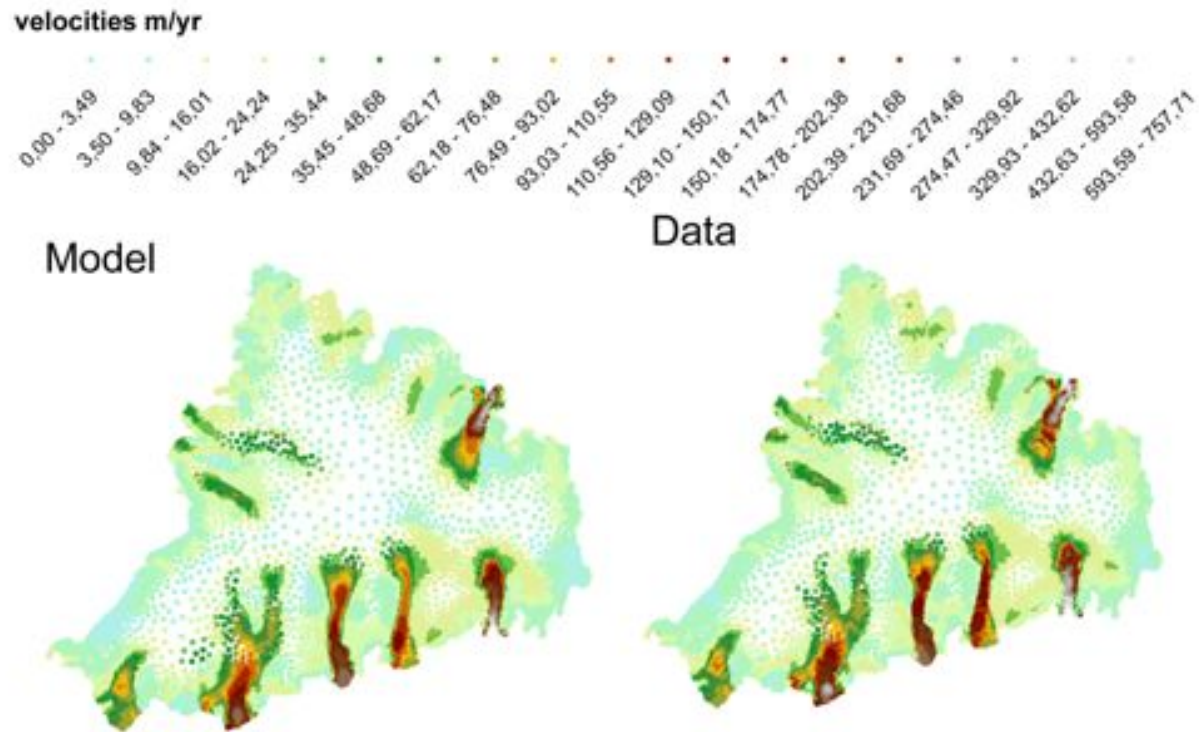 velocities m/yr
0,00 - 3,49
3,50 - 9,83
9,84 - 16,01
16,02 - 24,24
24,25 - 35,44
35,45 - 48,68
48,69 - 62,17
62,18 - 76,48
76,49 - 93,02
93,03 - 110,55
110,56 - 129,09
129,10 - 150,17
150,18 - 174,77
174,78 - 202,38
202,39 - 231,68
231,69 - 274,46
274,47 - 329,92
329,93 - 432,62
432,63 - 593,58
593,59 - 757,71
Model
Data